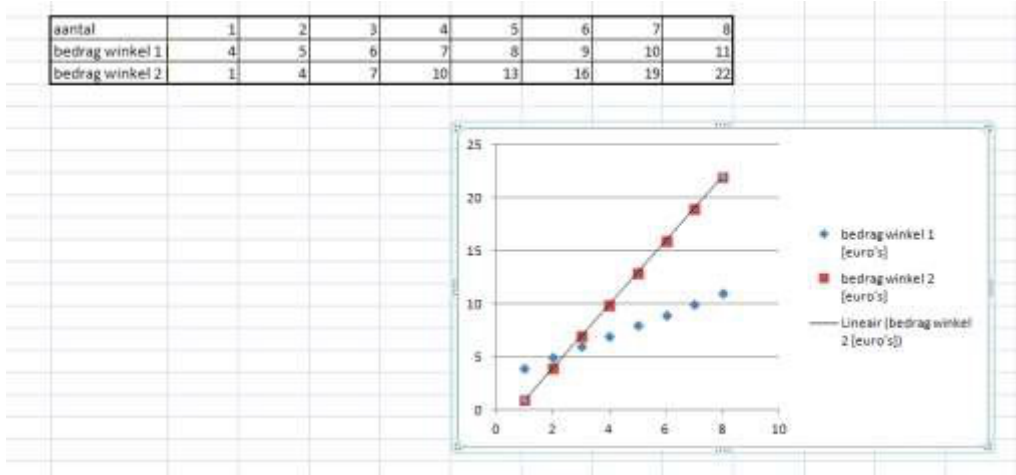 aantal 1 2 3 4 5 6 7 8
bedrag winkel 1 4 5 6 7 8 9 10 11
bedrag winkel 2 1 4 7 10 13 16 19 22
25
20
15
10
5
0
0 2 4 6 8 10
bedrag winkel 1
[euro's]
bedrag winkel 2
[euro's]
Lineair (bedrag winkel
2 [euro's])